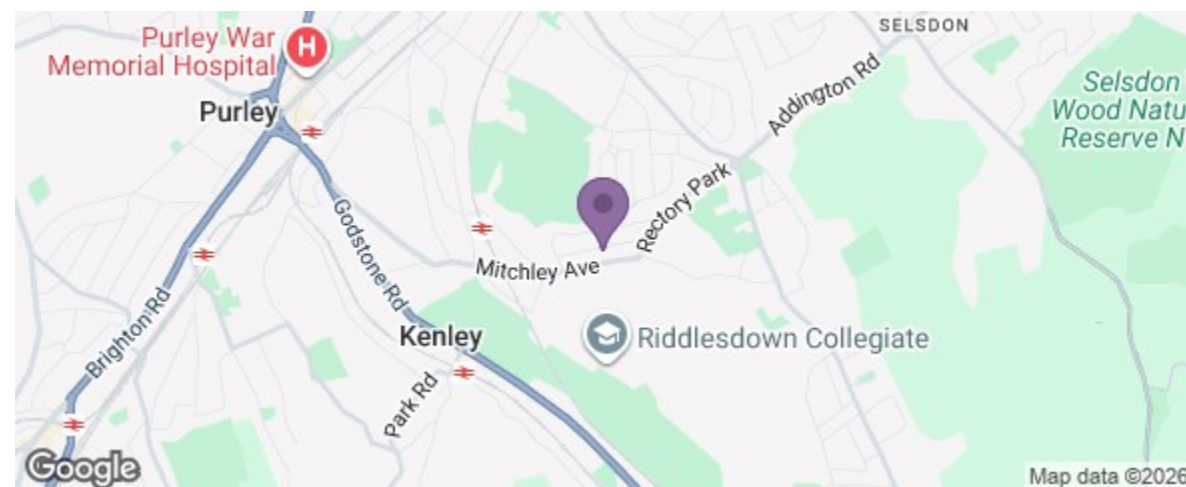 SELSDON
Purley War
Memorial Hospital
H
Purley
Addington Rd
Selsdon
Wood Natu
Reserve N
Rectory Park
Godstone Rd
Mitchley Ave
Brighton Rd
Kenley
Riddlesdown Collegiate
Park Rd
Google
Map data ©2026